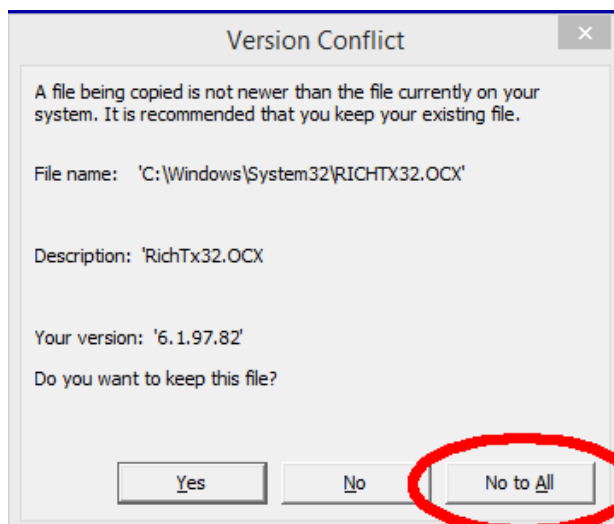 Version Conflict
A file being copied is not newer than the file currently on your
system. It is recommended that you keep your existing file.
File name: 'C:\Windows\System32\RICHTX32.OCX'
Description: 'RichTx32.OCX
Your version: '6.1.97.82'
Do you want to keep this file?
Yes No No to All